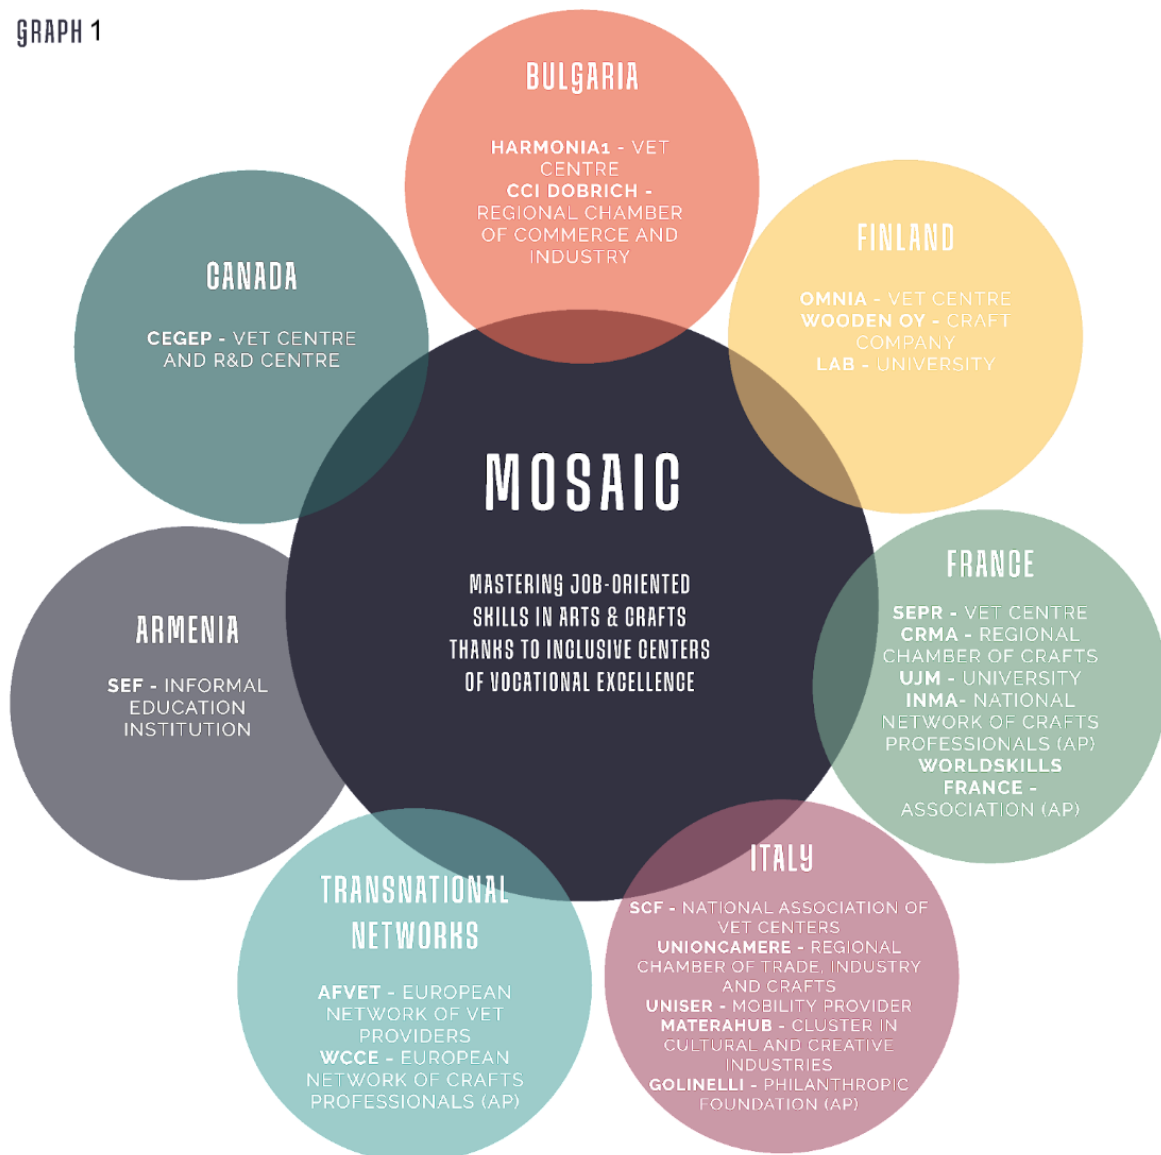 GRAPH 1
BULGARIA
HARMONIA1 - VET
CENTRE
CCI DOBRICH -
REGIONAL CHAMBER
OF COMMERCE AND
INDUSTRY
FINLAND
OMNIA - VET CENTRE
WOODEN OY - CRAFT
COMPANY
LAB - UNIVERSITY
CANADA
CEGEP - VET CENTRE
AND R&D CENTRE
MOSAIC
MASTERING JOB-ORIENTED
SKILLS IN ARTS & CRAFTS
THANKS TO INCLUSIVE CENTERS
OF VOCATIONAL EXCELLENCE
FRANCE
SEPR - VET CENTRE
CRMA - REGIONAL
CHAMBER OF CRAFTS
UJM - UNIVERSITY
INMA- NATIONAL
NETWORK OF CRAFTS
PROFESSIONALS (AP)
WORLDSKILLS
FRANCE -
ASSOCIATION (AP)
ARMENIA
SEF - INFORMAL
EDUCATION
INSTITUTION
TRANSNATIONAL
NETWORKS
AFVET - EUROPEAN
NETWORK OF VET
PROVIDERS
WCCE - EUROPEAN
NETWORK OF CRAFTS
PROFESSIONALS (AP)
ITALY
SCF - NATIONAL ASSOCIATION OF
VET CENTERS
UNIONCAMERE - REGIONAL
CHAMBER OF TRADE, INDUSTRY
AND CRAFTS
UNISER - MOBILITY PROVIDER
MATERAHUB - CLUSTER IN
CULTURAL AND CREATIVE
INDUSTRIES
GOLINELLI - PHILANTHROPIC
FOUNDATION (AP)